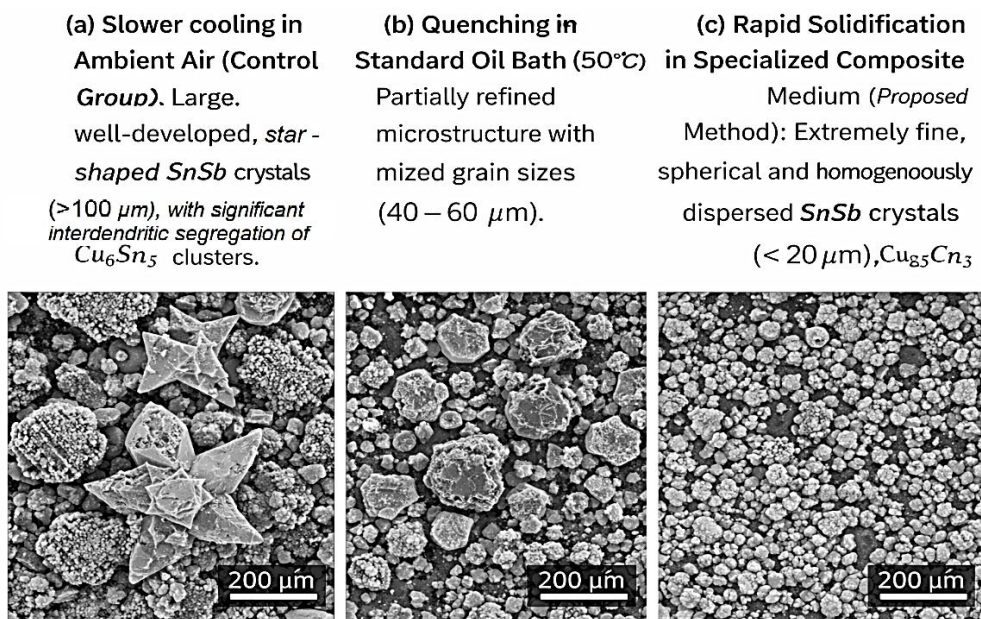 (a) Slower cooling in
Ambient Air (Control
Group). Large.
well-developed, star-
shaped SnSb crystals
(>100 μm), with significant
interdendritic segregation of
Cu₆Sn₅ clusters.
(b) Quenching in
Standard Oil Bath (50°C)
Partially refined
microstructure with
mized grain sizes
(40 – 60 μm).
(c) Rapid Solidification
in Specialized Composite
Medium (Proposed
Method): Extremely fine,
spherical and homogenoously
dispersed SnSb crystals
(< 20 μm), Cu₈₅Cn₃
200 μm
200 μm
200 μm